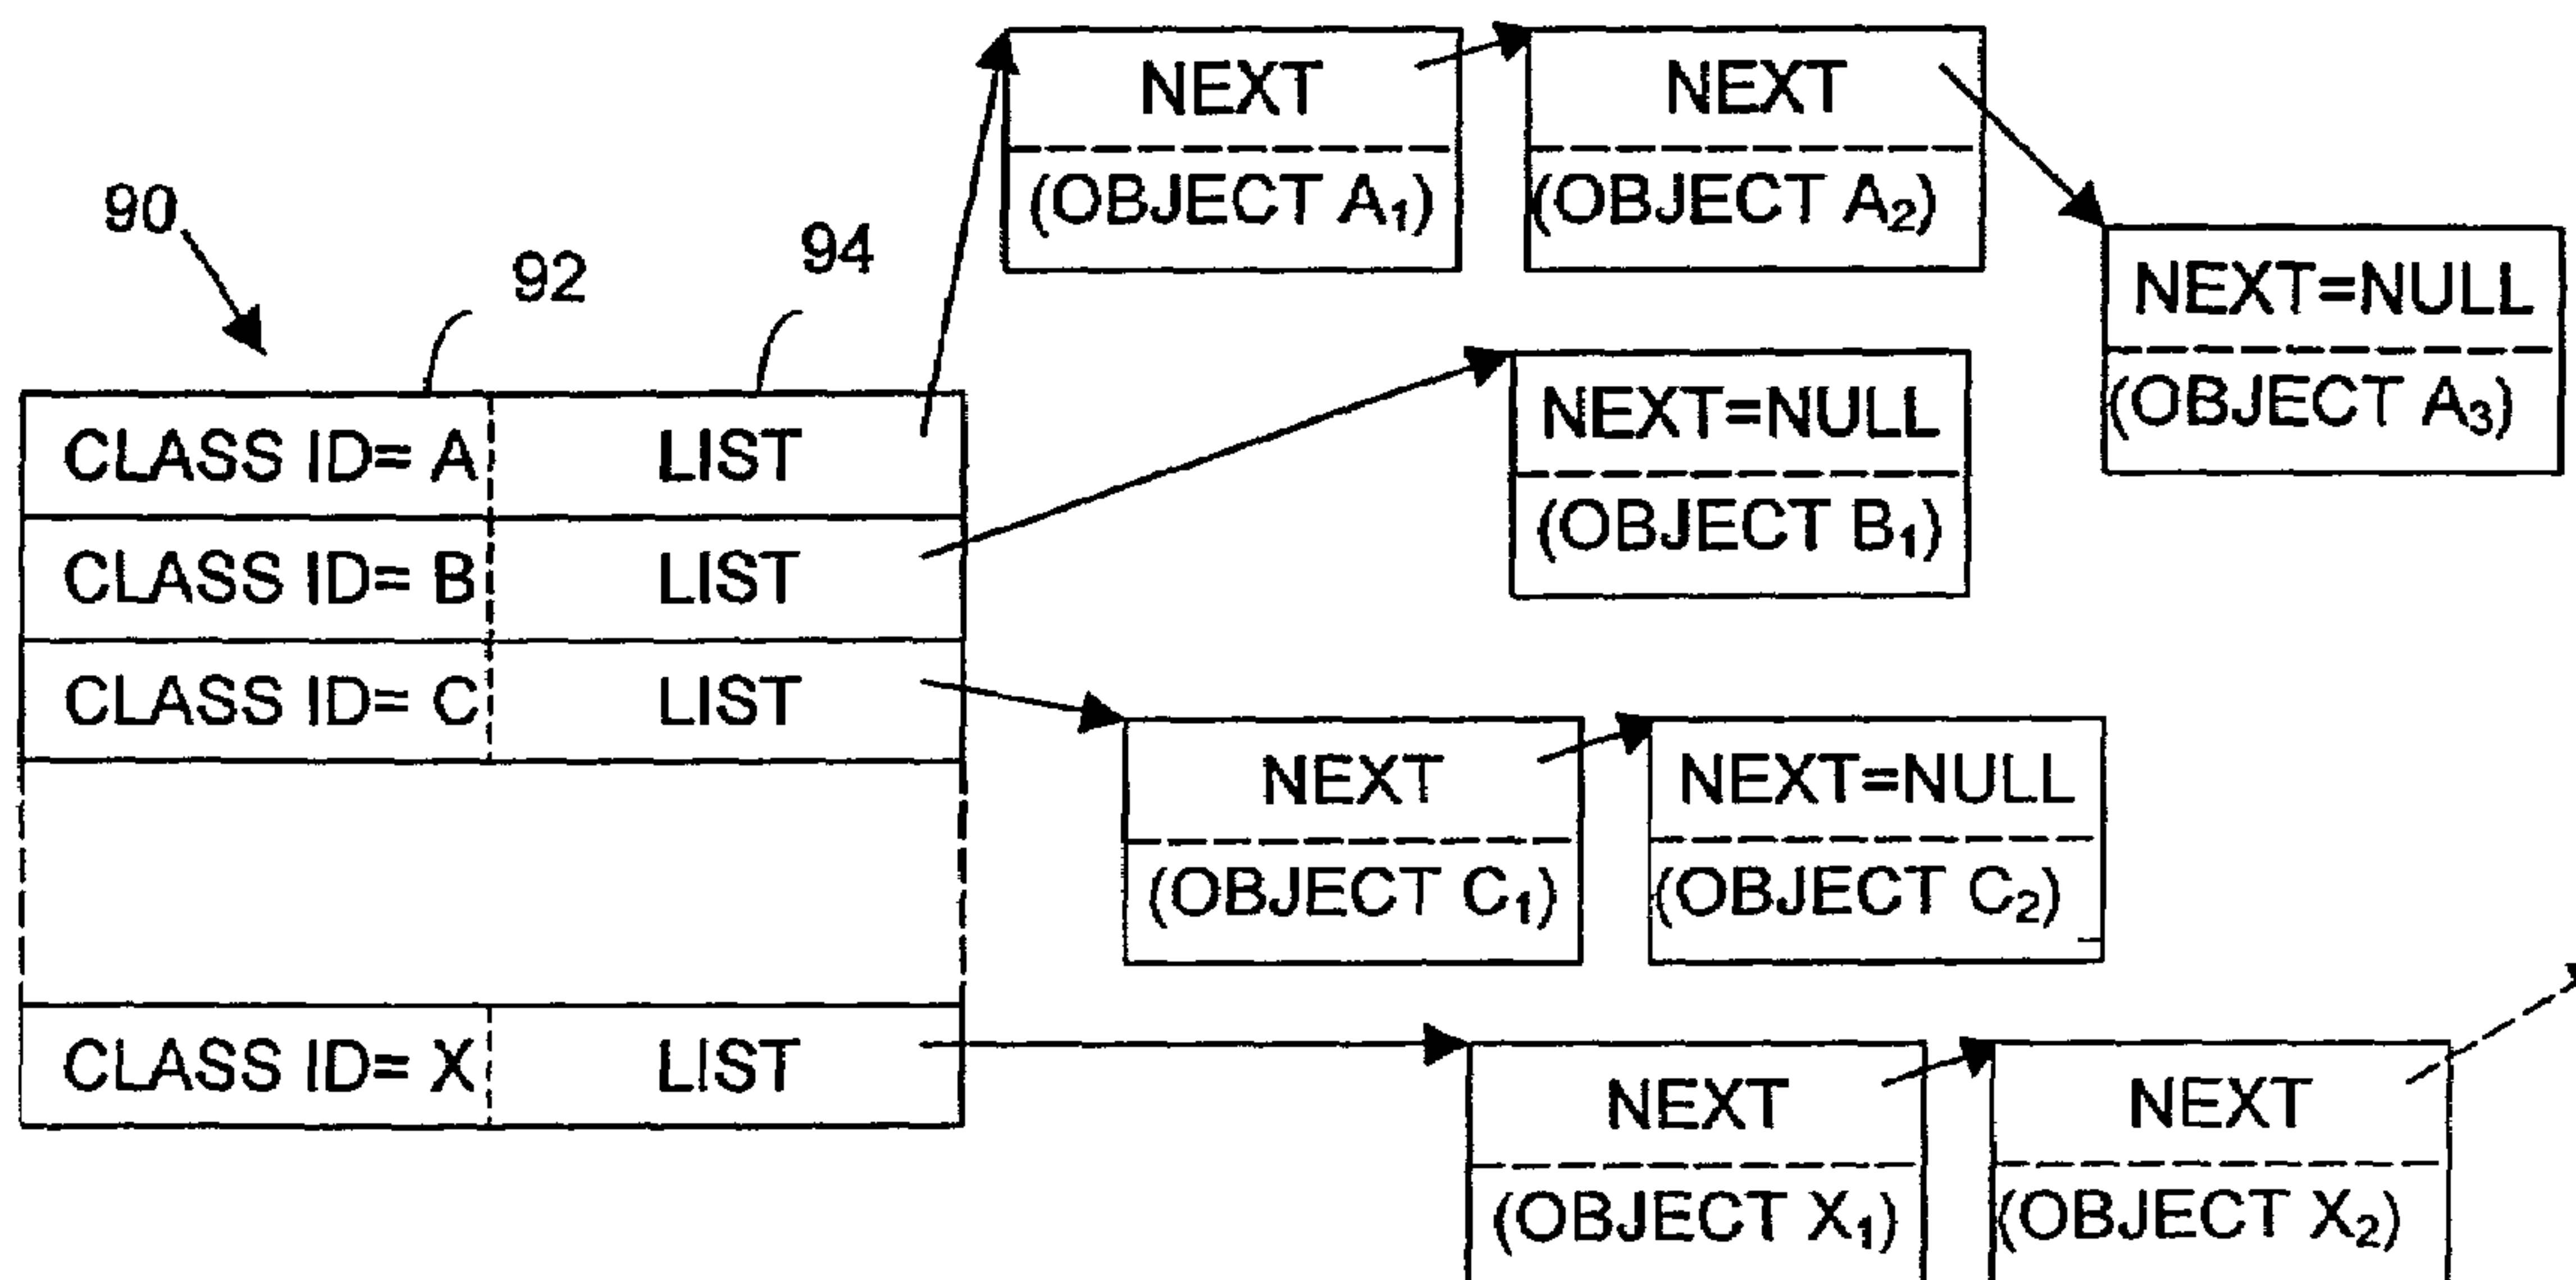 90
92
94
CLASS ID= A LIST
CLASS ID= B LIST
CLASS ID= C LIST
CLASS ID= X LIST
NEXT
(OBJECT A₁)
NEXT
(OBJECT A₂)
NEXT=NULL
(OBJECT A₃)
NEXT=NULL
(OBJECT B₁)
NEXT
(OBJECT C₁)
NEXT=NULL
(OBJECT C₂)
NEXT
(OBJECT X₁)
NEXT
(OBJECT X₂)